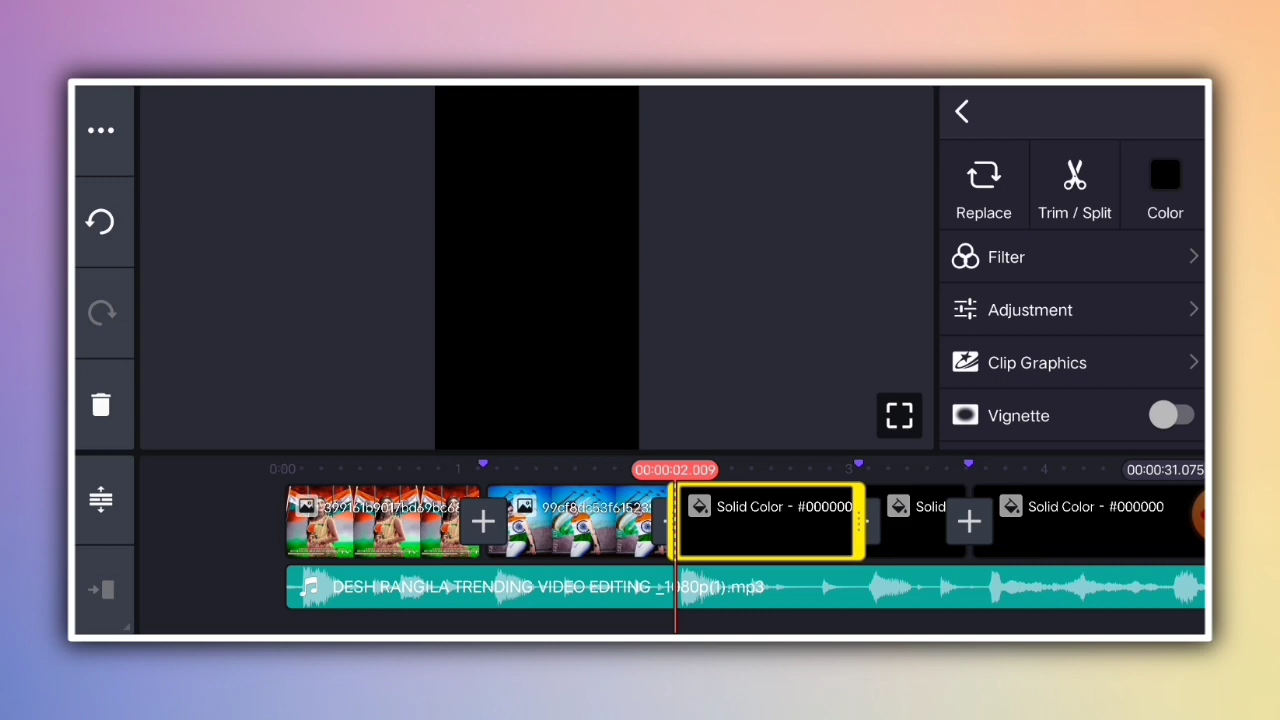 Replace
Trim / Split
Color
Filter
Adjustment
Clip Graphics
Vignette
0:00
1
00:00:02.009
3
4
00:00:31.075
Solid Color - #000000
Solid
Solid Color - #000000
DESH RANGILA TRENDING VIDEO EDITING _1080p(1).mp3